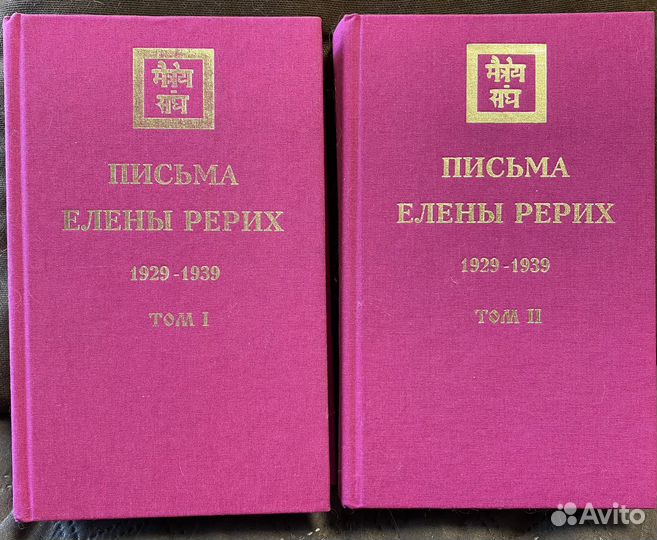 मैत्रेय
संघ
ПИСЬМА
ЕЛЕНЫ РЕРИХ
1929-1939
ТОМ I
मैत्रेय
संघ
ПИСЬМА
ЕЛЕНЫ РЕРИХ
1929-1939
ТОМ II
Avito